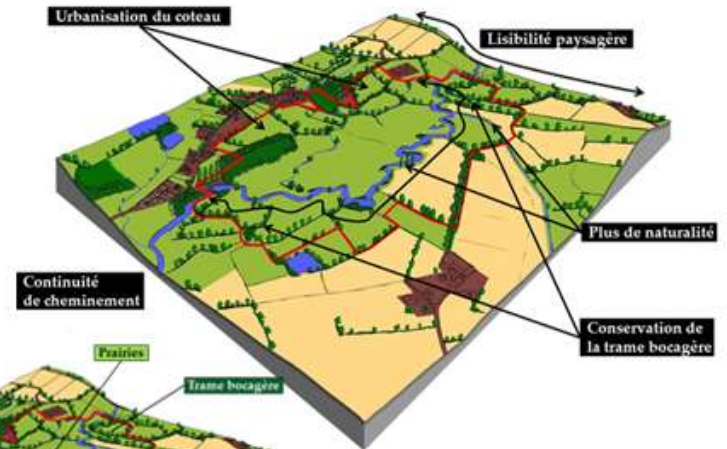 Urbanisation du coteau
Lisibilité paysagère
Plus de naturalité
Continuité
de cheminement
Conservation de
la trame bocagère
Prairies
Trame bocagère